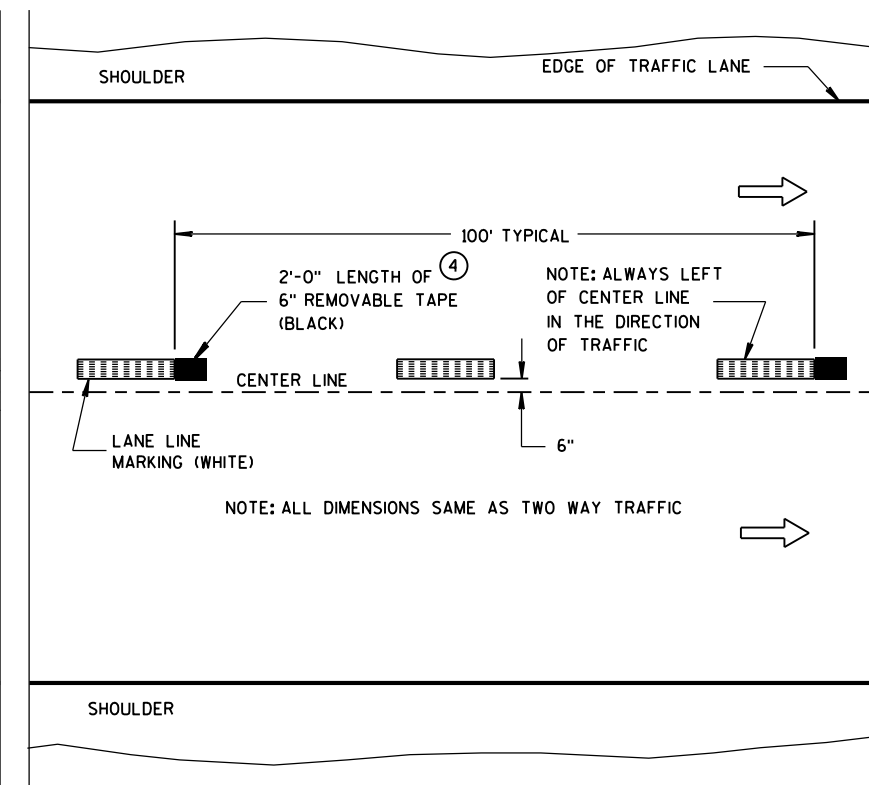 SHOULDER
EDGE OF TRAFFIC LANE
100' TYPICAL
2'-0" LENGTH OF 4
6" REMOVABLE TAPE
(BLACK)
NOTE: ALWAYS LEFT
OF CENTER LINE
IN THE DIRECTION
OF TRAFFIC
CENTER LINE
LANE LINE
MARKING (WHITE)
6"
NOTE: ALL DIMENSIONS SAME AS TWO WAY TRAFFIC
SHOULDER